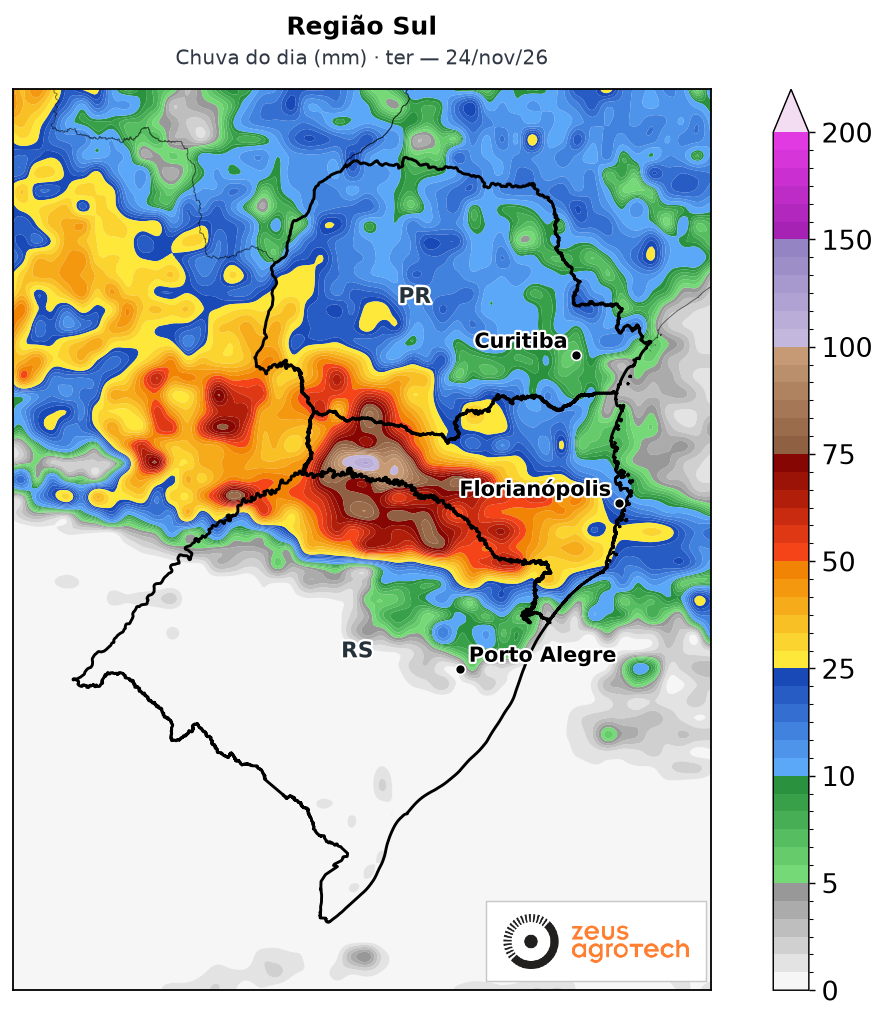 Região Sul
Chuva do dia (mm) · ter — 24/nov/26
PR
Curitiba
Florianópolis
RS
Porto Alegre
200
150
100
75
50
25
10
5
0
zeus
agrotech